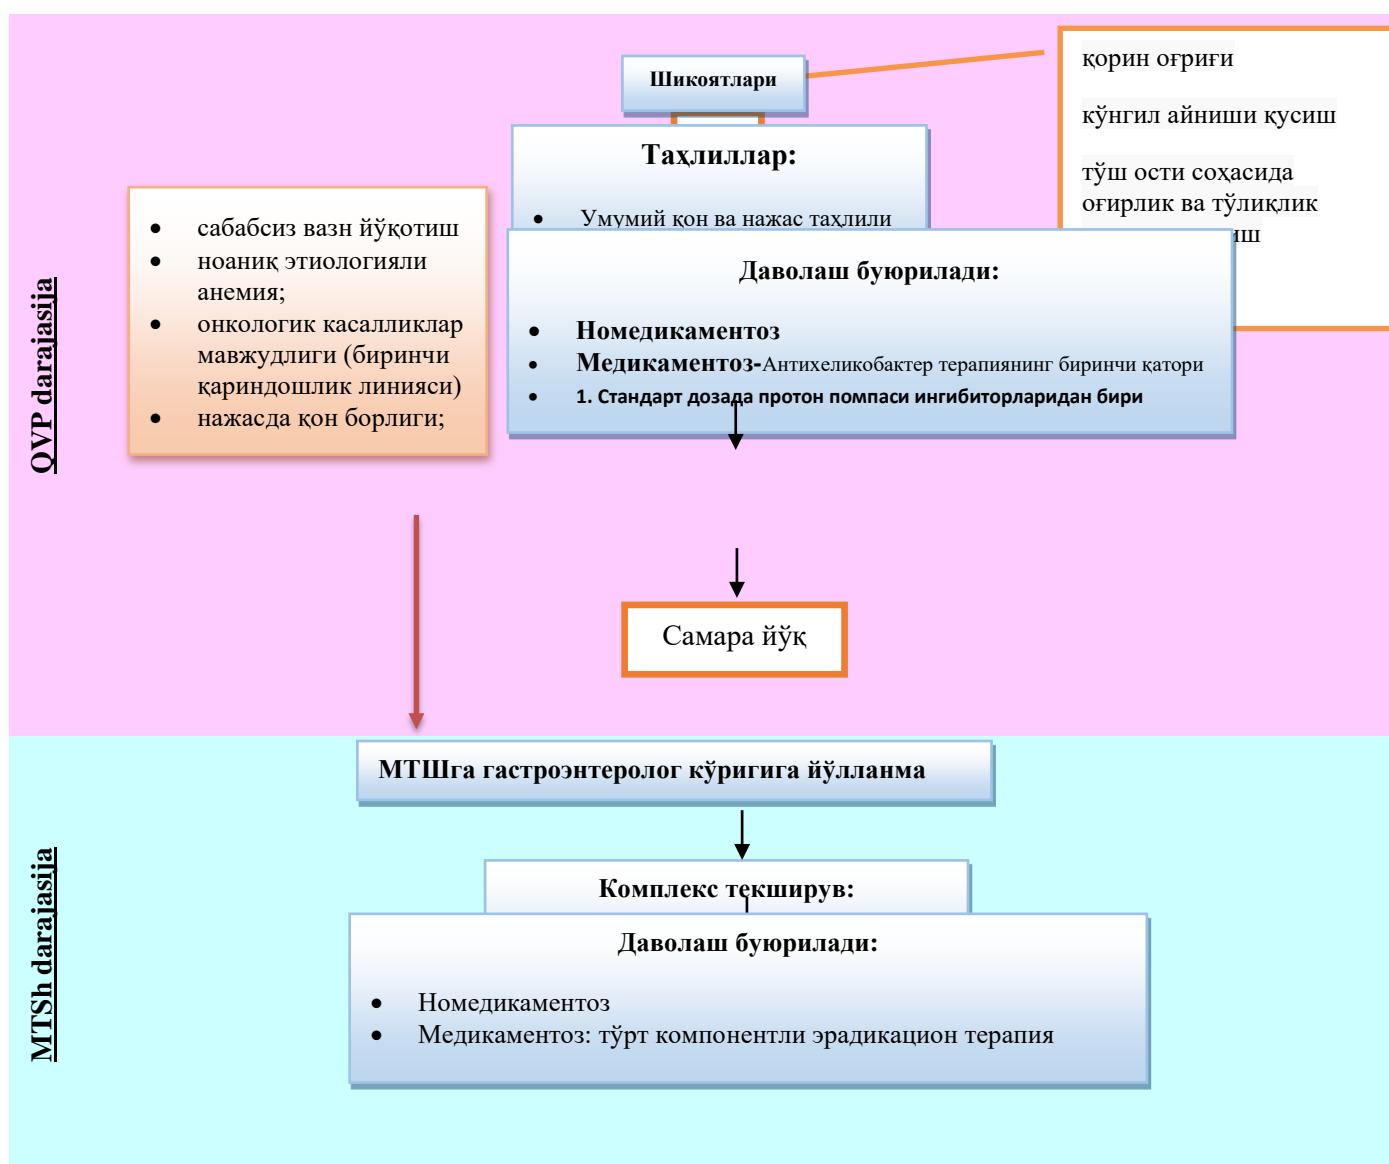 Шикоятлари
қорин оғриғи
кўнгил айниши қусиш
тўш ости соҳасида
оғирлик ва тўлиқлик
иш
Таҳлиллар:
• Умумий қон ва нажас таҳлили
• сабабсиз вазн йўқотиш
• ноаниқ этиологияли
анемия;
• онкологик касалликлар
мавжудлиги (биринчи
қариндошлик линияси)
• нажасда қон борлиги;
Даволаш буюрилади:
• Номедикаментоз
• Медикаментоз-Антихеликобактер терапиянинг биринчи қатори
• 1. Стандарт дозада протон помпаси ингибиторларидан бири
QVP darajasija
Самара йўқ
МТШга гастроэнтеролог кўригига йўлланма
Комплекс текширув:
Даволаш буюрилади:
• Номедикаментоз
• Медикаментоз: тўрт компонентли эрадикацион терапия
MTSh darajasija